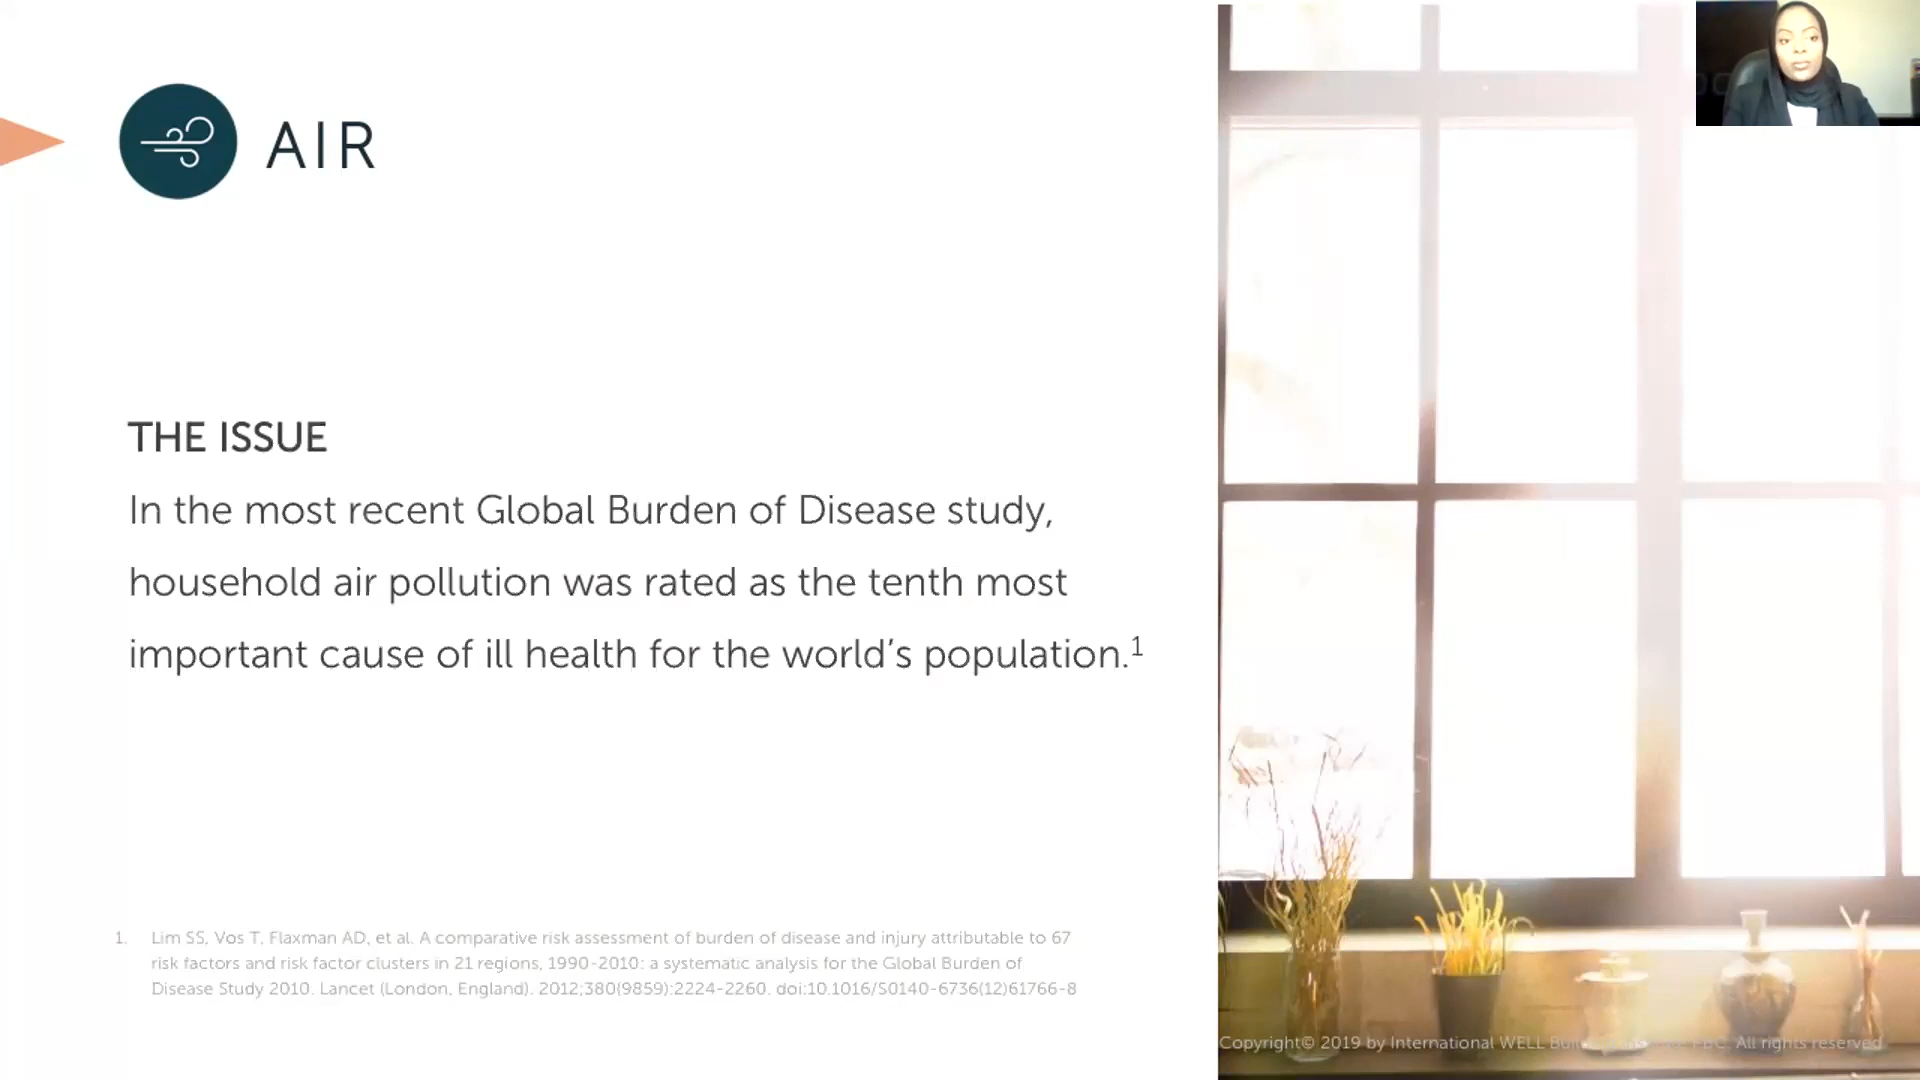 AIR
THE ISSUE
In the most recent Global Burden of Disease study,
household air pollution was rated as the tenth most
important cause of ill health for the world's population.¹
1. Lim SS, Vos T, Flaxman AD, et al. A comparative risk assessment of burden of disease and injury attributable to 67
risk factors and risk factor clusters in 21 regions, 1990-2010: a systematic analysis for the Global Burden of
Disease Study 2010. Lancet (London, England). 2012;380(9859):2224-2260. doi:10.1016/S0140-6736(12)61766-8
Copyright© 2019 by International WELL All rights reserved